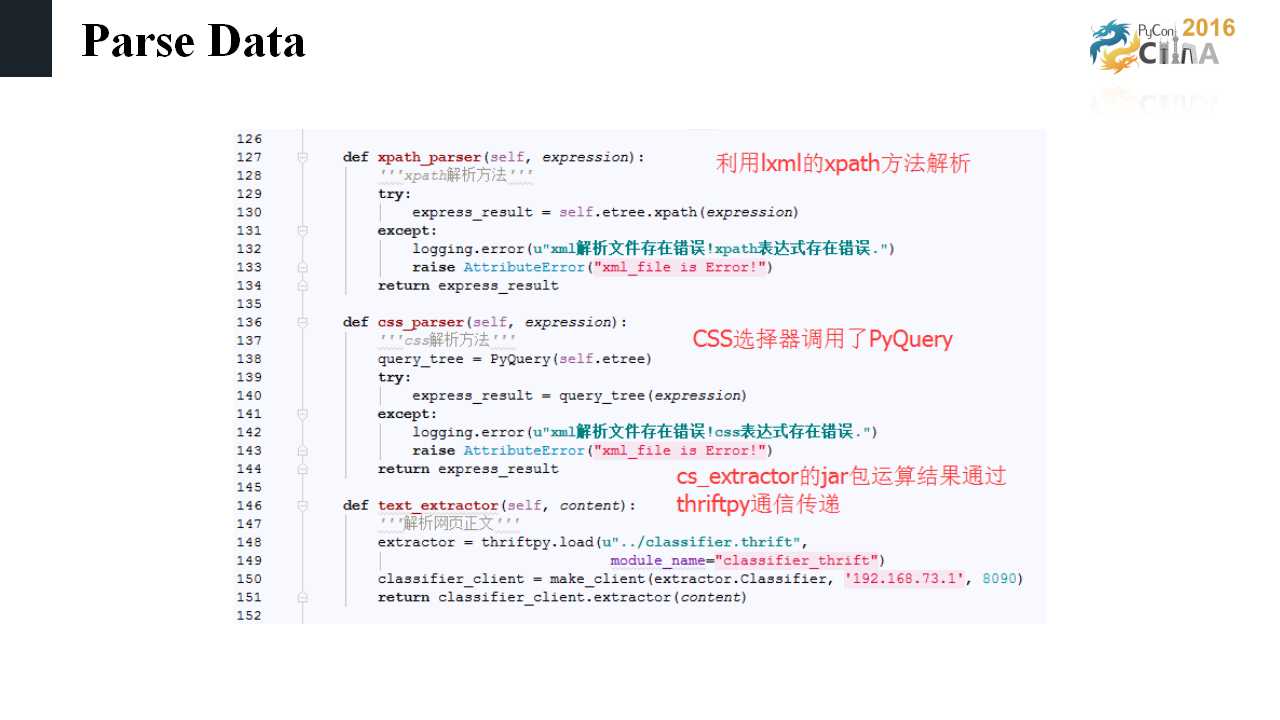 Parse Data
PyCon 2016
CHINA
126
127 def xpath_parser(self, expression):
利用lxml的xpath方法解析
128 '''xpath解析方法'''
129 try:
130 express_result = self.etree.xpath(expression)
131 except:
132 logging.error(u"xml解析文件存在错误!xpath表达式存在错误.")
133 raise AttributeError("xml_file is Error!")
134 return express_result
135
136 def css_parser(self, expression):
CSS选择器调用了PyQuery
137 '''css解析方法'''
138 query_tree = PyQuery(self.etree)
139 try:
140 express_result = query_tree(expression)
141 except:
142 logging.error(u"xml解析文件存在错误!css表达式存在错误.")
143 raise AttributeError("xml_file is Error!")
144 return express_result
cs_extractor的jar包运算结果通过
thriftpy通信传递
145
146 def text_extractor(self, content):
147 '''解析网页正文'''
148 extractor = thriftpy.load(u"../classifier.thrift",
149 module_name="classifier_thrift")
150 classifier_client = make_client(extractor.Classifier, '192.168.73.1', 8090)
151 return classifier_client.extractor(content)
152